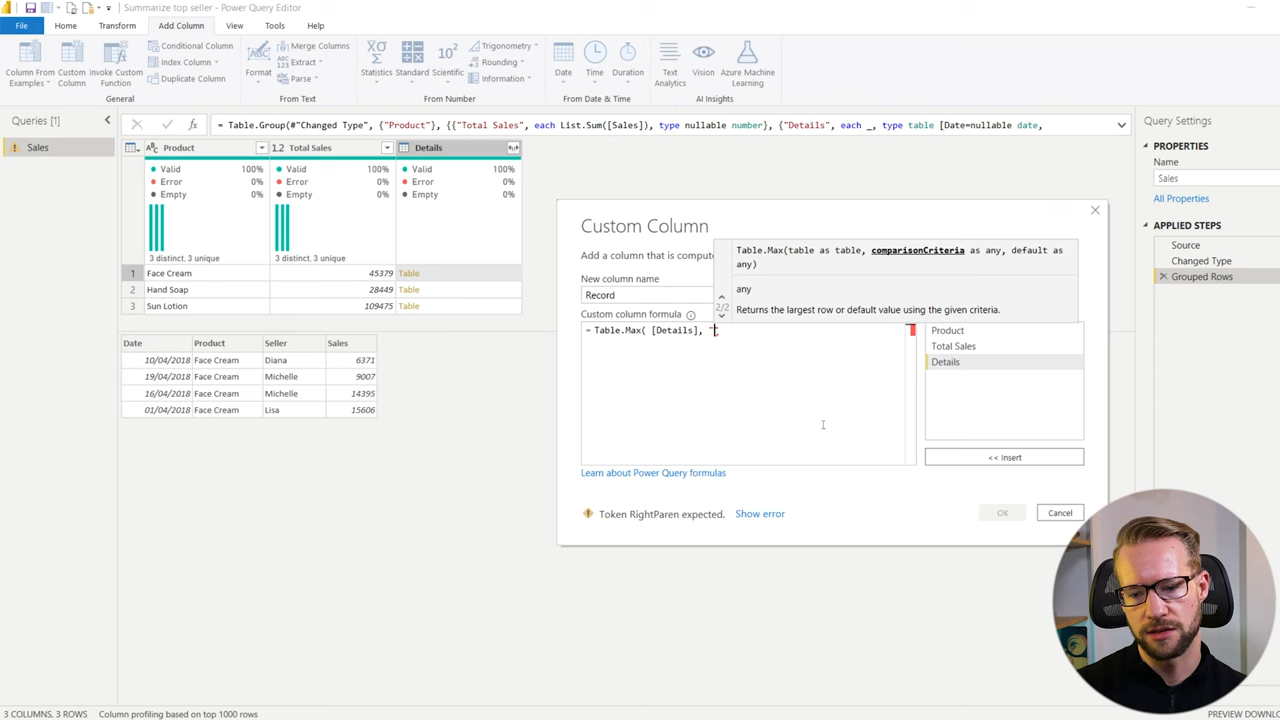 Summarize top seller - Power Query Editor
File Home Transform Add Column View Tools Help
Column From Examples
Custom Column
Invoke Custom Function
Conditional Column
Index Column
Duplicate Column
General
Format
Merge Columns
Extract
Parse
From Text
Statistics
Standard
Scientific
Trigonometry
Rounding
Information
From Number
Date
Time
Duration
From Date & Time
Text Analytics
Vision
Azure Machine Learning
AI Insights
Queries [1]
Sales
= Table.Group(#"Changed Type", {"Product"}, {{"Total Sales", each List.Sum([Sales]), type nullable number}, {"Details", each _, type table [Date=nullable date,
Product 1.2 Total Sales Details
Valid 100% Valid 100% Valid 100%
Error 0% Error 0% Error 0%
Empty 0% Empty 0% Empty 0%
3 distinct, 3 unique 3 distinct, 3 unique
1 Face Cream 45379 Table
2 Hand Soap 28449 Table
3 Sun Lotion 109475 Table
Date Product Seller Sales
10/04/2018 Face Cream Diana 6371
19/04/2018 Face Cream Michelle 9007
16/04/2018 Face Cream Michelle 14395
01/04/2018 Face Cream Lisa 15606
Custom Column
Add a column that is compute
New column name
Record
Custom column formula
= Table.Max( [Details], "
Table.Max(table as table, comparisonCriteria as any, default as
any)
any
2/2
Returns the largest row or default value using the given criteria.
Product
Total Sales
Details
<< Insert
Learn about Power Query formulas
Token RightParen expected. Show error
OK Cancel
Query Settings
PROPERTIES
Name
Sales
All Properties
APPLIED STEPS
Source
Changed Type
Grouped Rows
3 COLUMNS, 3 ROWS Column profiling based on top 1000 rows
PREVIEW DOWNLO